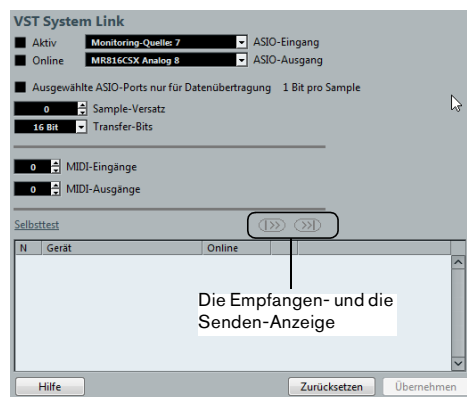 VST System Link
Aktiv Monitoring-Quelle: 7 ASIO-Eingang
Online MR816CSX Analog 8 ASIO-Ausgang
Ausgewählte ASIO-Ports nur für Datenübertragung 1 Bit pro Sample
0 Sample-Versatz
16 Bit Transfer-Bits
0 MIDI-Eingänge
0 MIDI-Ausgänge
Selbsttest
N Gerät Online
Die Empfangen- und die
Senden-Anzeige
Hilfe Zurücksetzen Übernehmen